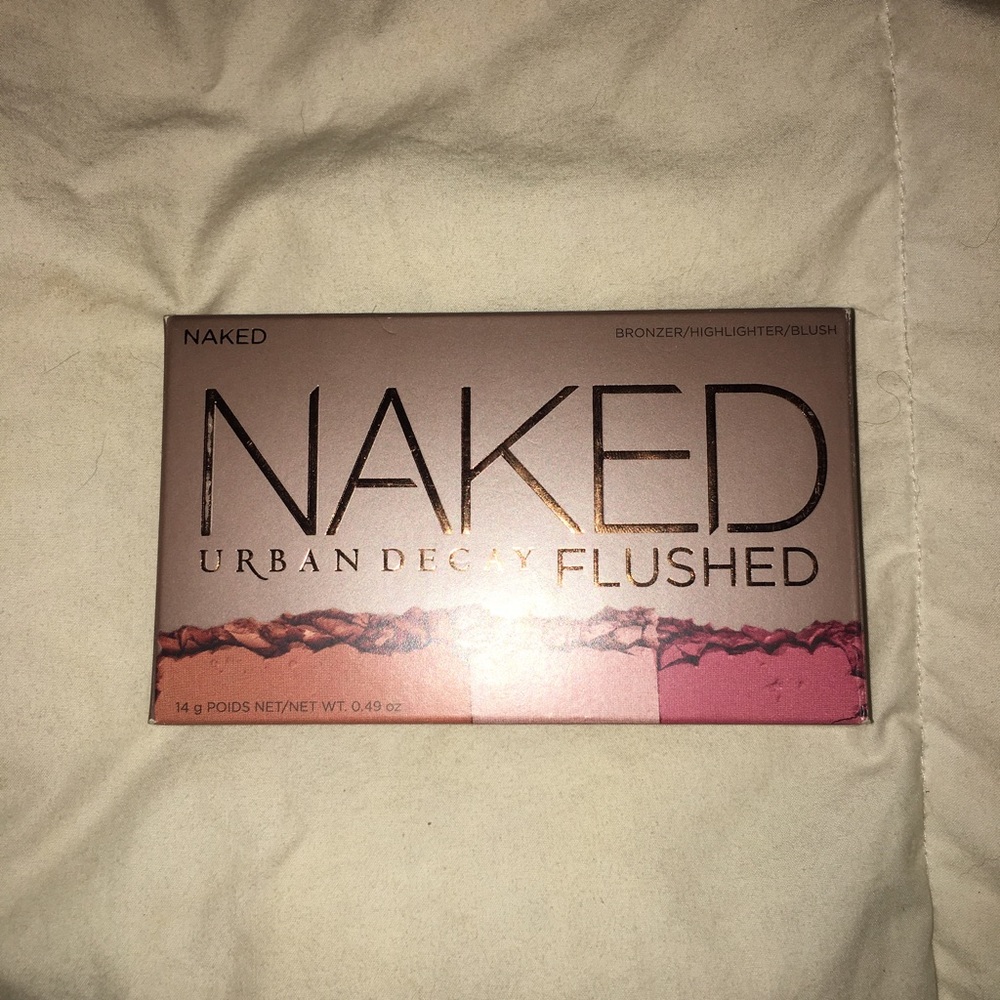 NAKED
BRONZER/HIGHLIGHTER/BLUSH
NAKED
URBAN DECAY FLUSHED
14 g POIDS NET/NET WT. 0.49 oz